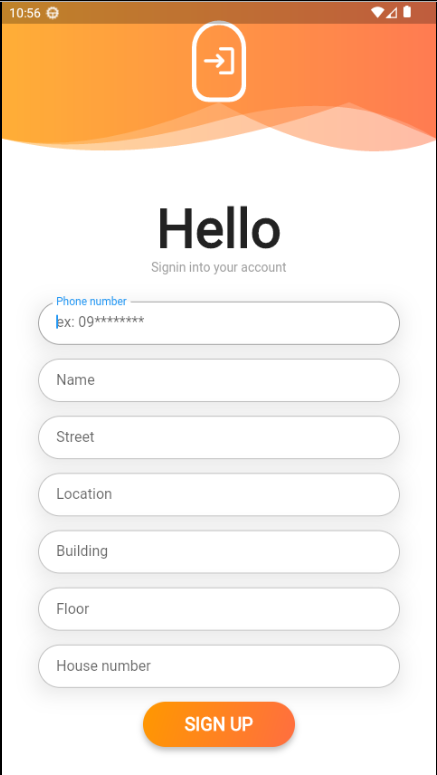 10:56
Hello
Signin into your account
Phone number
ex: 09********
Name
Street
Location
Building
Floor
House number
SIGN UP